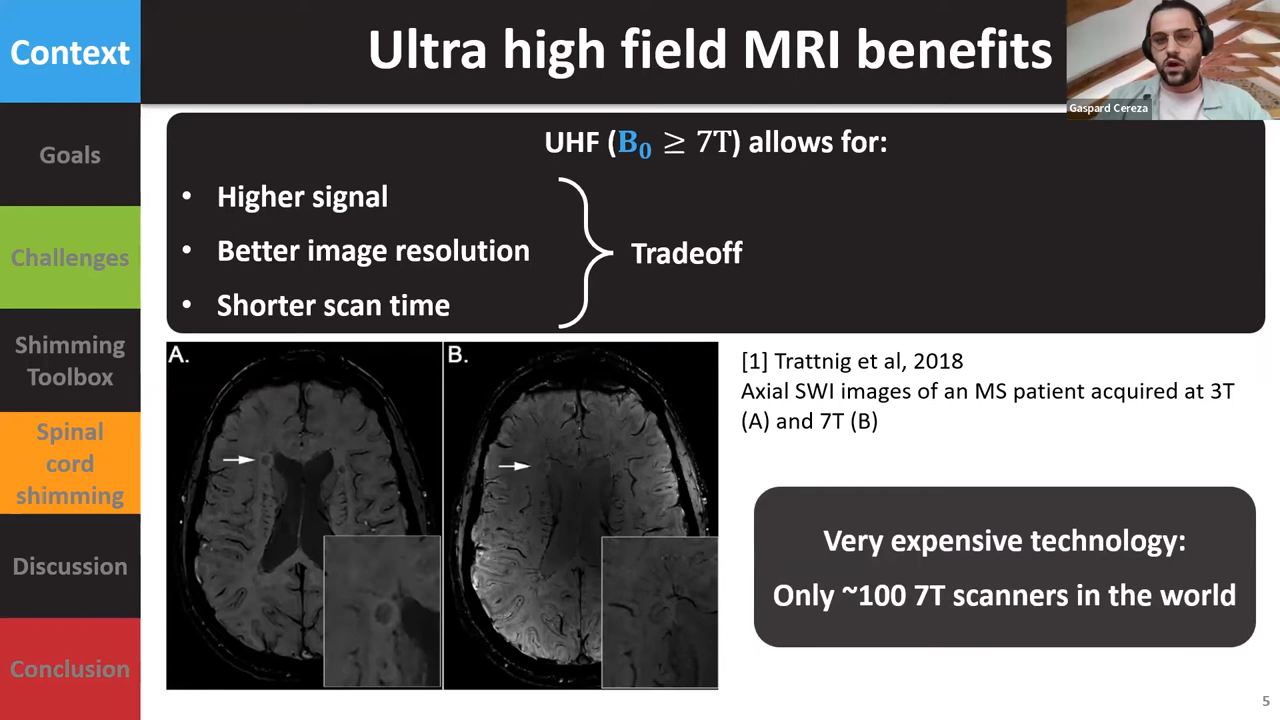 Context
Goals
Challenges
Shimming
Toolbox
Spinal
cord
shimming
Discussion
Conclusion
Ultra high field MRI benefits
Gaspard Cereza
UHF (B₀ ≥ 7T) allows for:
• Higher signal
• Better image resolution
• Shorter scan time
Tradeoff
A.
B.
[1] Trattnig et al, 2018
Axial SWI images of an MS patient acquired at 3T
(A) and 7T (B)
Very expensive technology:
Only ~100 7T scanners in the world
5